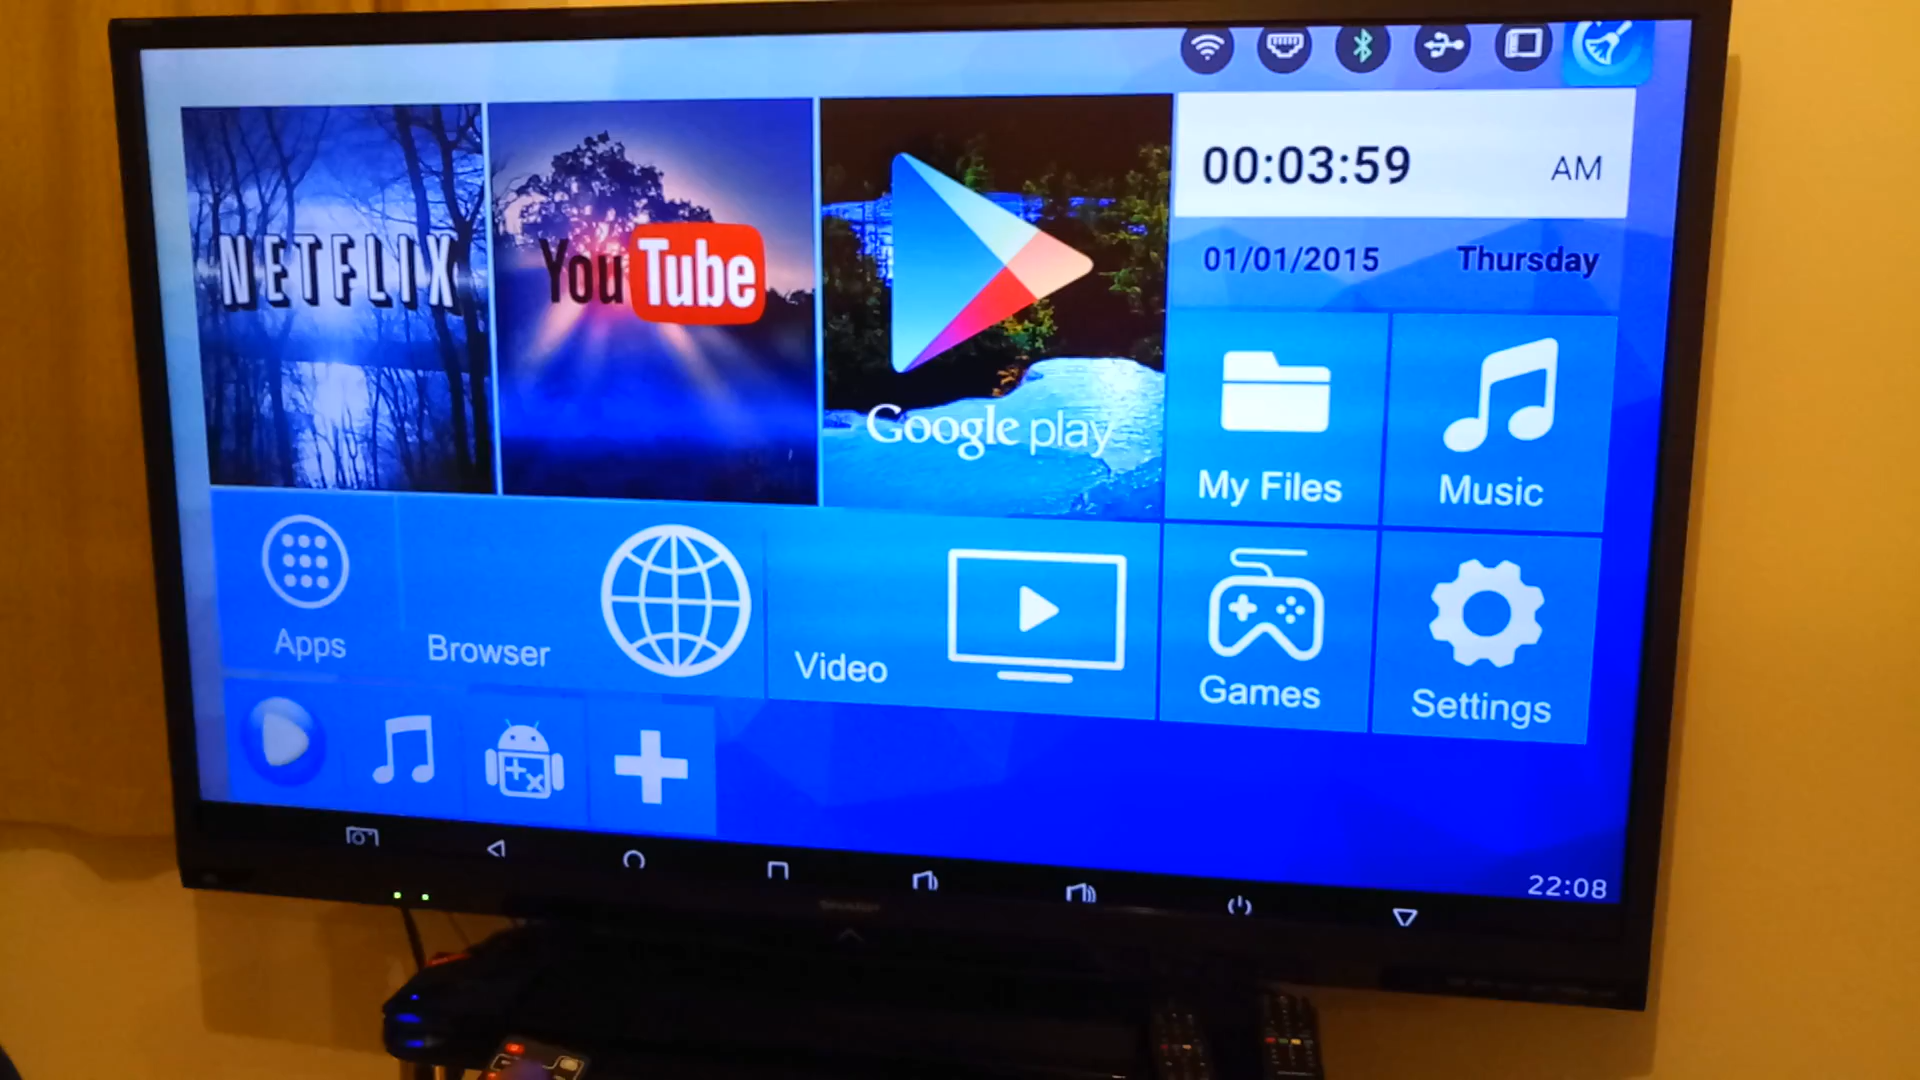 NETFLIX
YouTube
Google play
00:03:59 AM
01/01/2015 Thursday
My Files
Music
Apps
Browser
Video
Games
Settings
22:08